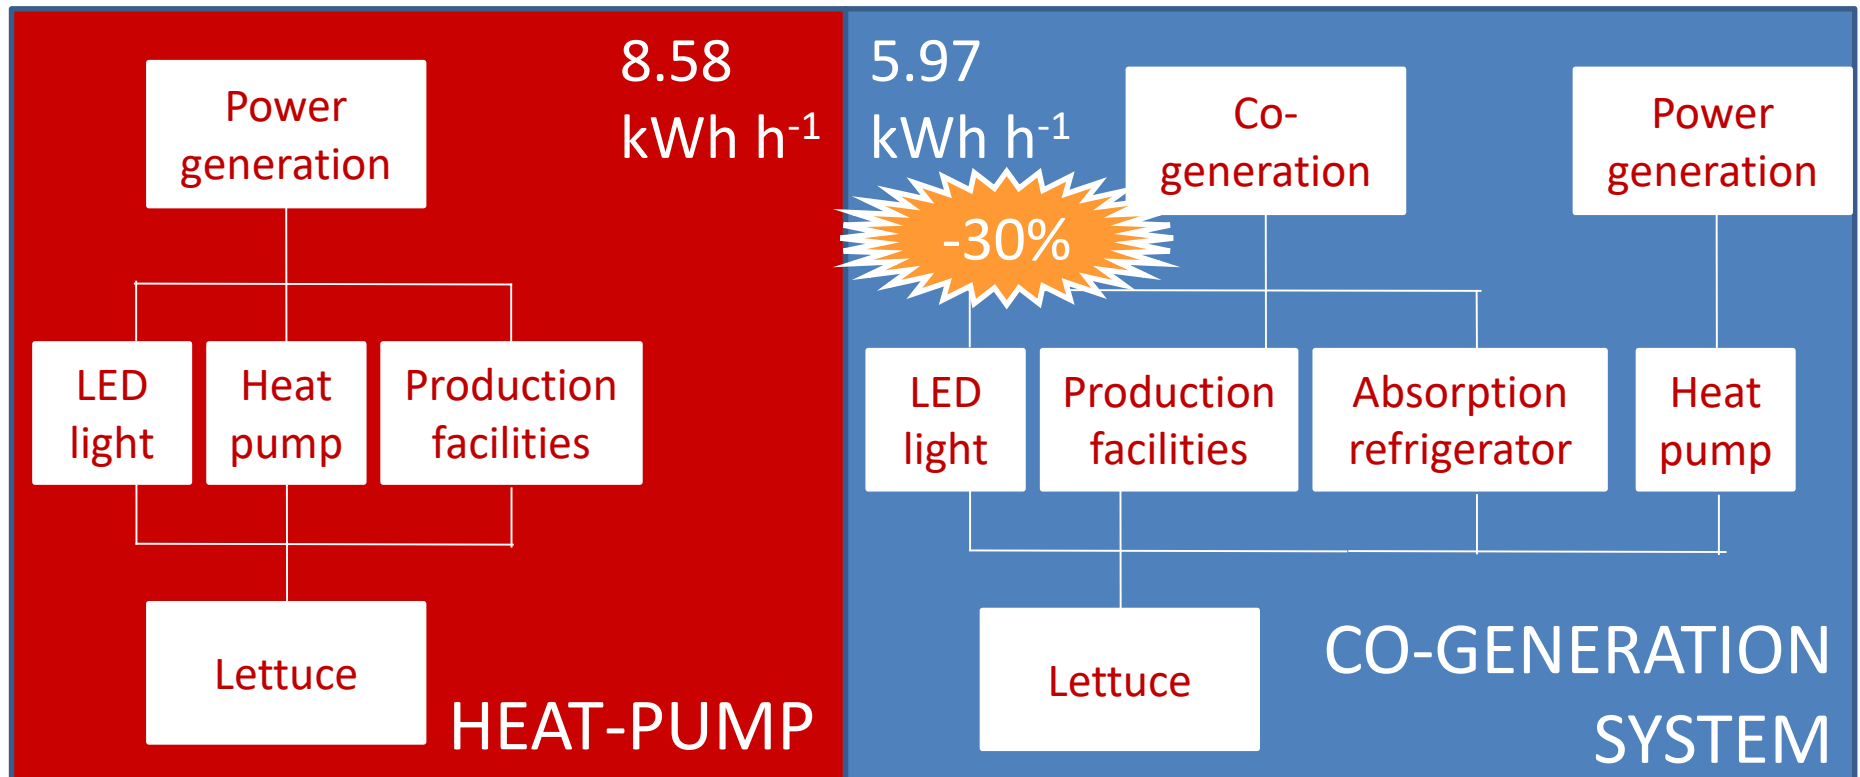 8.58
kWh h⁻¹
Power
generation
LED
light
Heat
pump
Production
facilities
Lettuce
HEAT-PUMP
5.97
kWh h⁻¹
-30%
Co-
generation
Power
generation
LED
light
Production
facilities
Absorption
refrigerator
Heat
pump
Lettuce
CO-GENERATION
SYSTEM